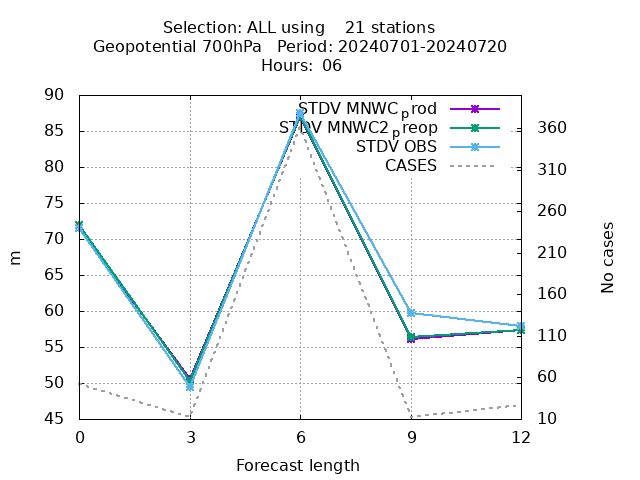 Selection: ALL using    21 stations
Geopotential 700hPa   Period: 20240701-20240720
Hours: 06
90
85
80
75
70
65
60
55
50
45
m
STDV MNWC_prod
STDV MNWC2_preop
STDV OBS
CASES
360
310
260
210
160
110
60
10
No cases
0
3
6
9
12
Forecast length